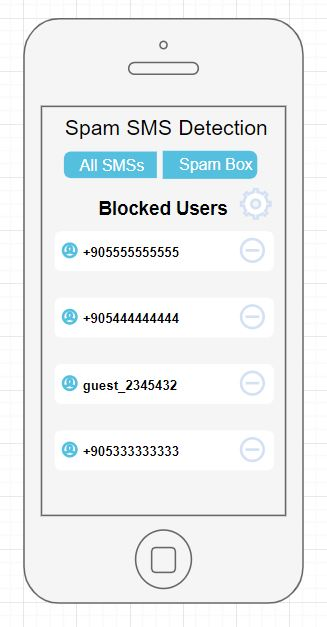 Spam SMS Detection
All SMSs
Spam Box
Blocked Users
+905555555555
+905444444444
guest_2345432
+905333333333